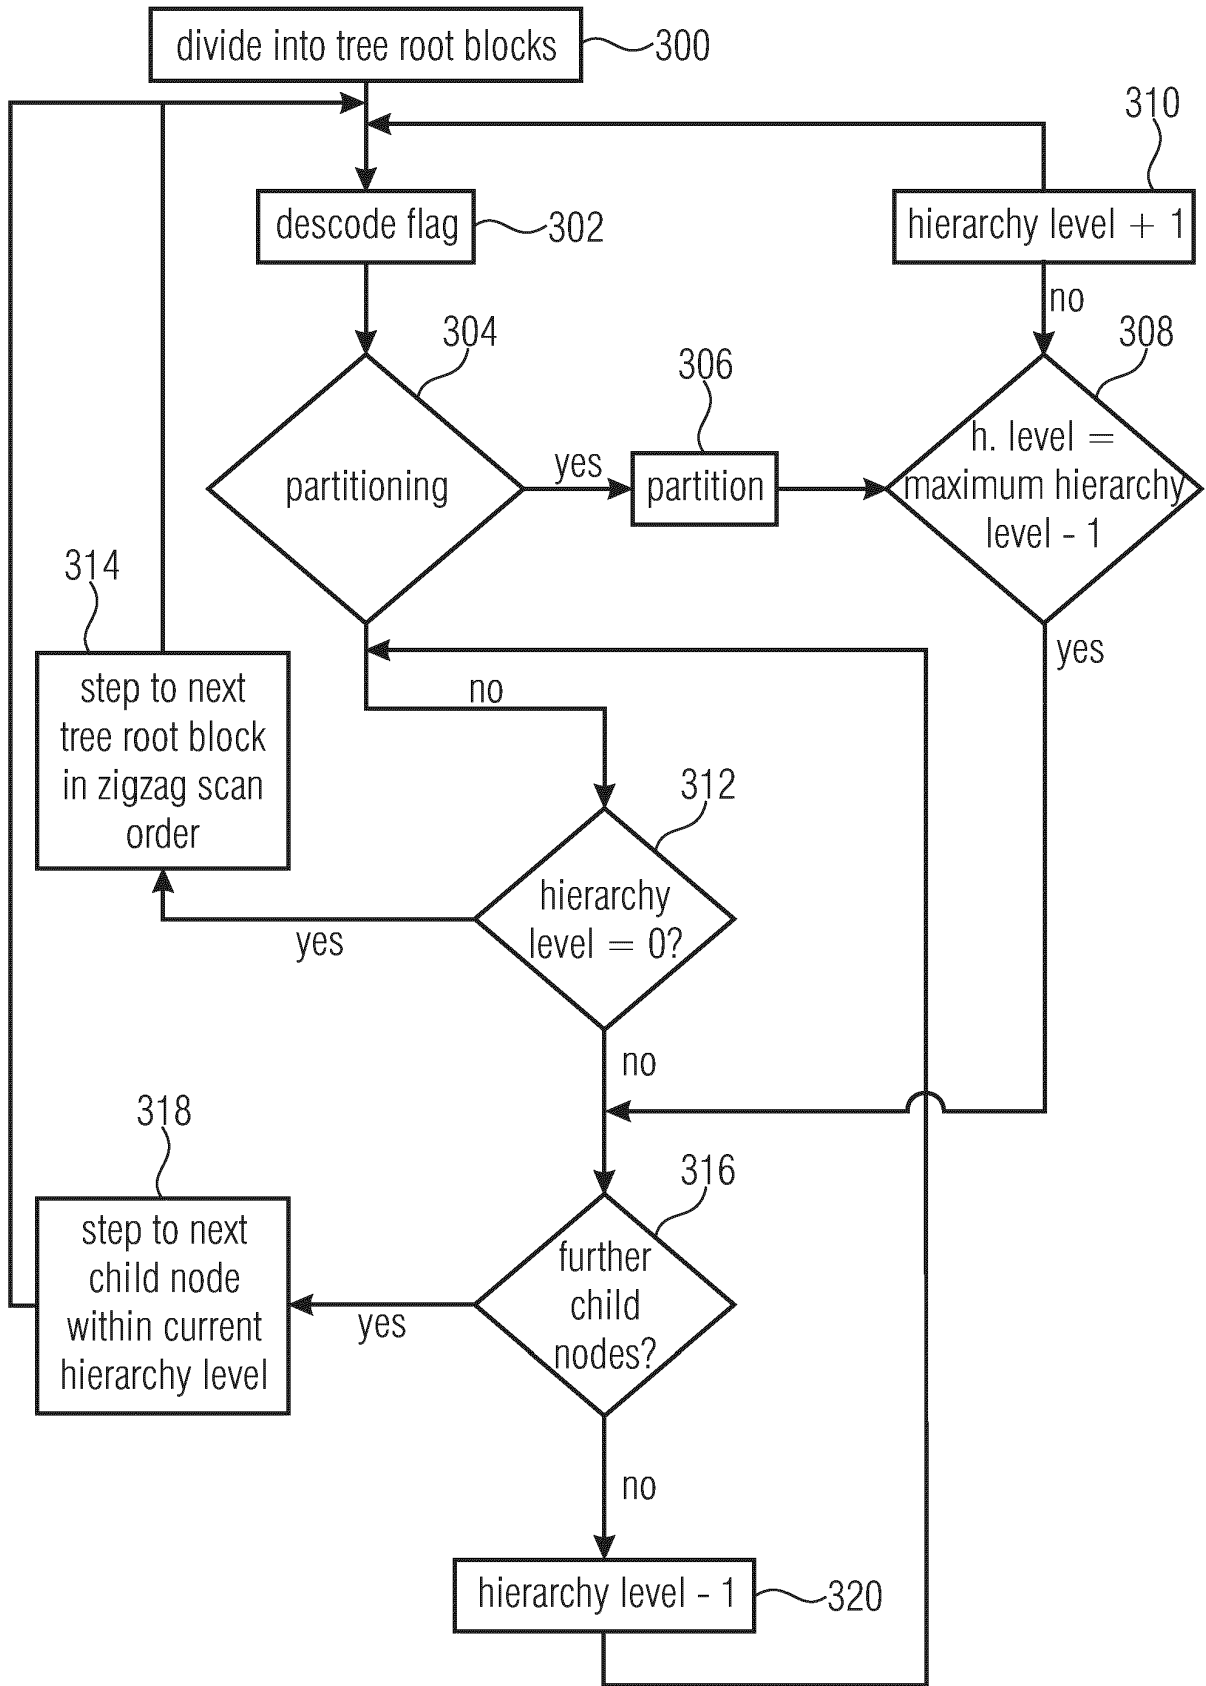 divide into tree root blocks
300
310
descode flag
302
hierarchy level + 1
no
304
306
308
partitioning
yes
partition
h. level =
maximum hierarchy
level - 1
314
yes
step to next
tree root block
in zigzag scan
order
no
312
hierarchy
level = 0?
yes
no
318
316
step to next
child node
within current
hierarchy level
yes
further
child
nodes?
no
hierarchy level - 1
320